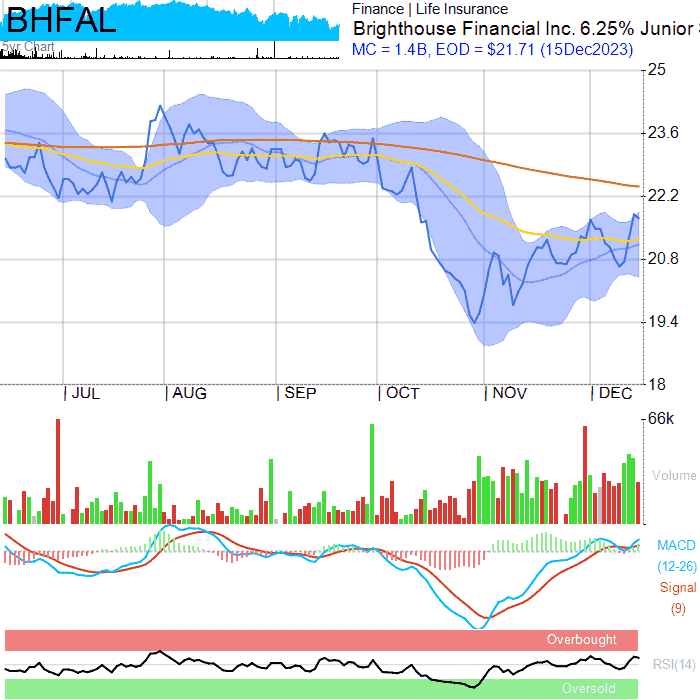 BHFAL
5yr Chart
Finance | Life Insurance
Brighthouse Financial Inc. 6.25% Junior
MC = 1.4B, EOD = $21.71 (15Dec2023)
25
23.6
22.2
20.8
19.4
18
JUL
AUG
SEP
OCT
NOV
DEC
66k
Volume
MACD
(12-26)
Signal
(9)
Overbought
RSI(14)
Oversold